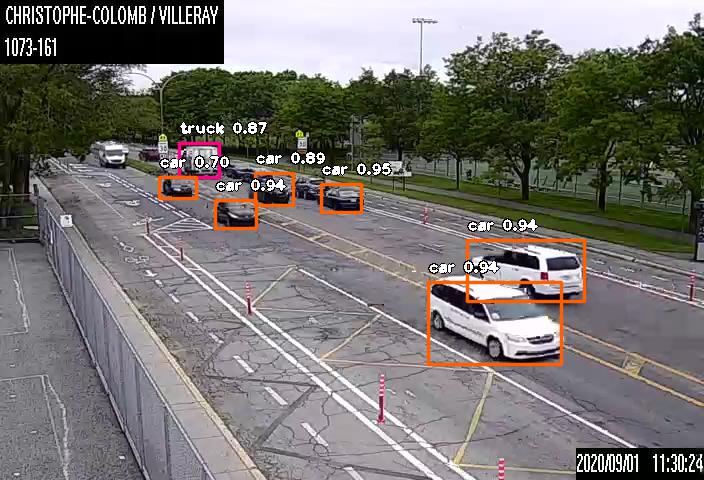 CHRISTOPHE-COLOMB / VILLERAY
1073-161
truck 0.87
car 0.70
car 0.89
car 0.95
car 0.94
car 0.94
car 0.94
2020/09/01 11:30:24